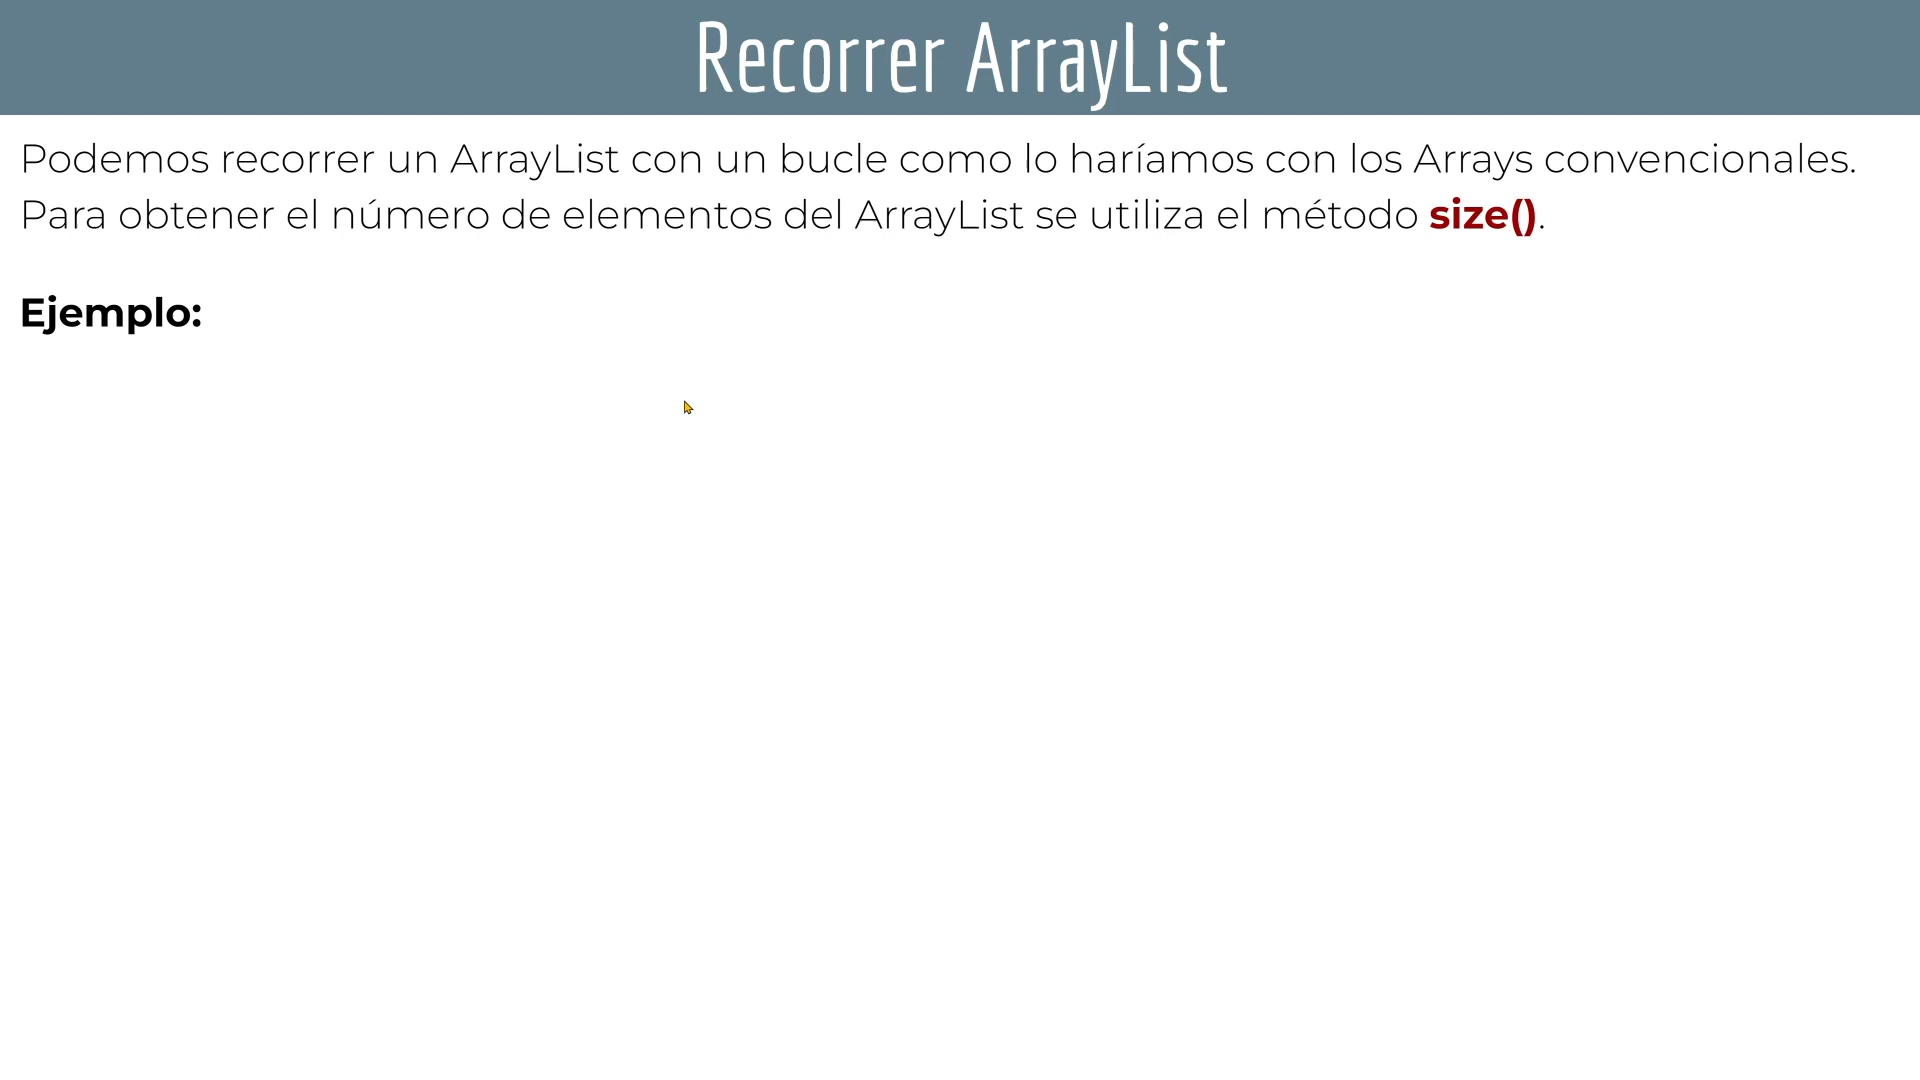 Recorrer ArrayList
Podemos recorrer un ArrayList con un bucle como lo haríamos con los Arrays convencionales.
Para obtener el número de elementos del ArrayList se utiliza el método size().
Ejemplo: